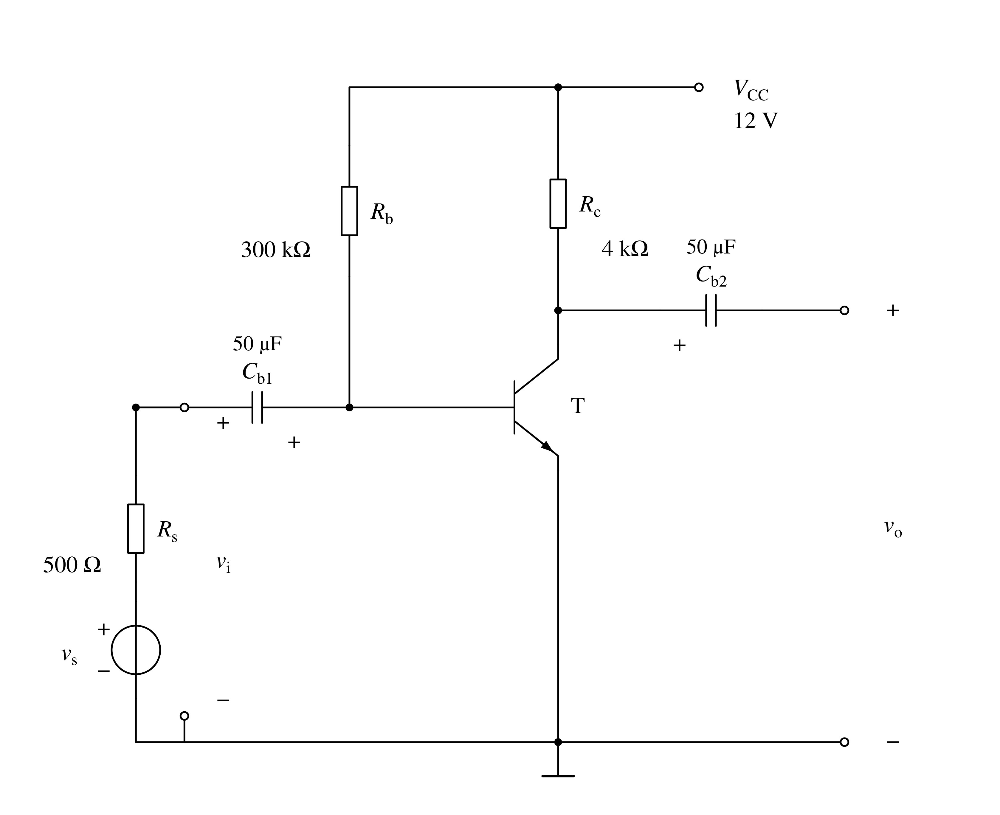 V_CC
12 V
R_b
R_c
300 kΩ
4 kΩ
50 μF
C_b2
+
+
50 μF
C_b1
T
+
+
R_s
v_o
500 Ω
v_i
+
v_s
−
−
−